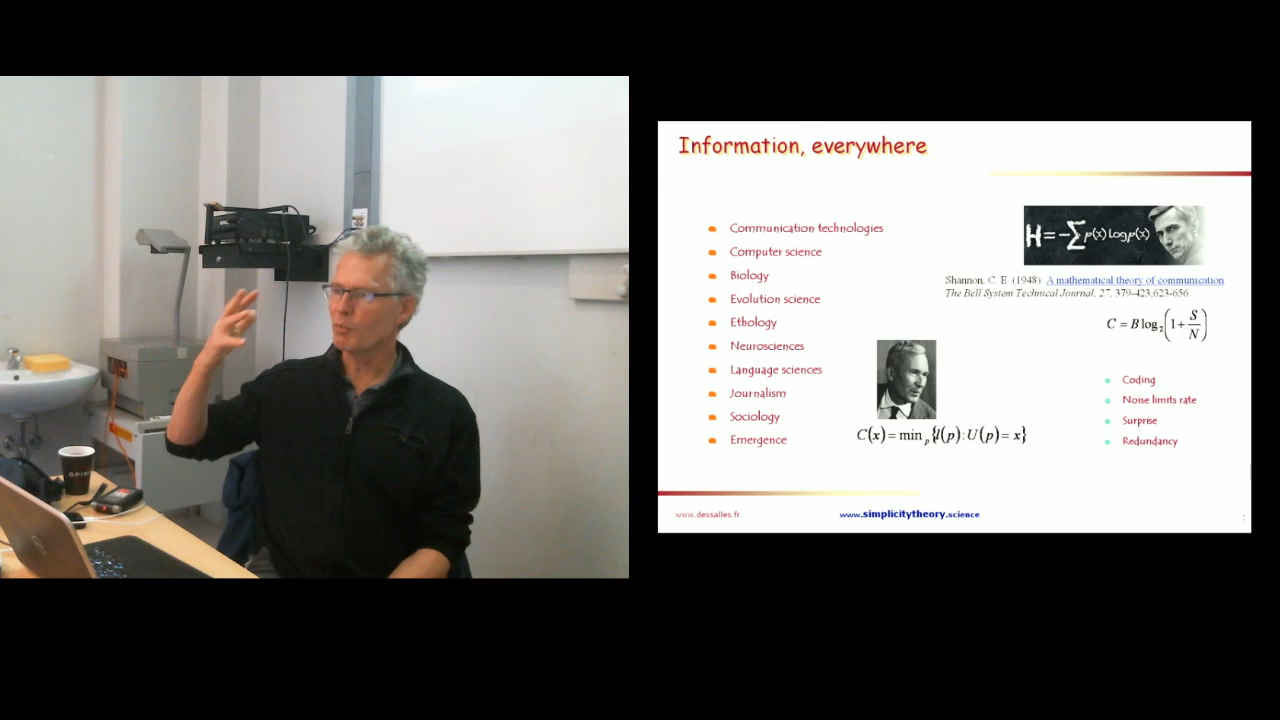 Information, everywhere
Communication technologies
Computer science
Biology
Evolution science
Ethology
Neurosciences
Language sciences
Journalism
Sociology
Emergence
H = -∑ p(x) Log p(x)
Shannon, C. E. (1948). A mathematical theory of communication.
The Bell System Technical Journal, 27, 379-423,623-656.
C = B log₂(1 + S/N)
Coding
Noise limits rate
Surprise
Redundancy
C(x) = minₚ{l(p) : U(p) = x}
www.dessalles.fr
www.simplicitytheory.science